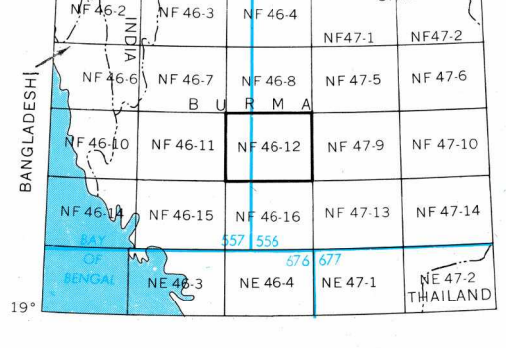 NF 46-2 NF 46-3 NF 46-4
NF47-1 NF47-2
INDIA
NF 46-6 NF 46-7 NF 46-8 NF 47-5 NF 47-6
BURMA
BANGLADESH
NF 46-10 NF 46-11 NF 46-12 NF 47-9 NF 47-10
NF 46-14 NF 46-15 NF 46-16 NF 47-13 NF 47-14
557 556
BAY
OF
BENGAL
676 677
NE 46-3 NE 46-4 NE 47-1 NE 47-2
THAILAND
19°